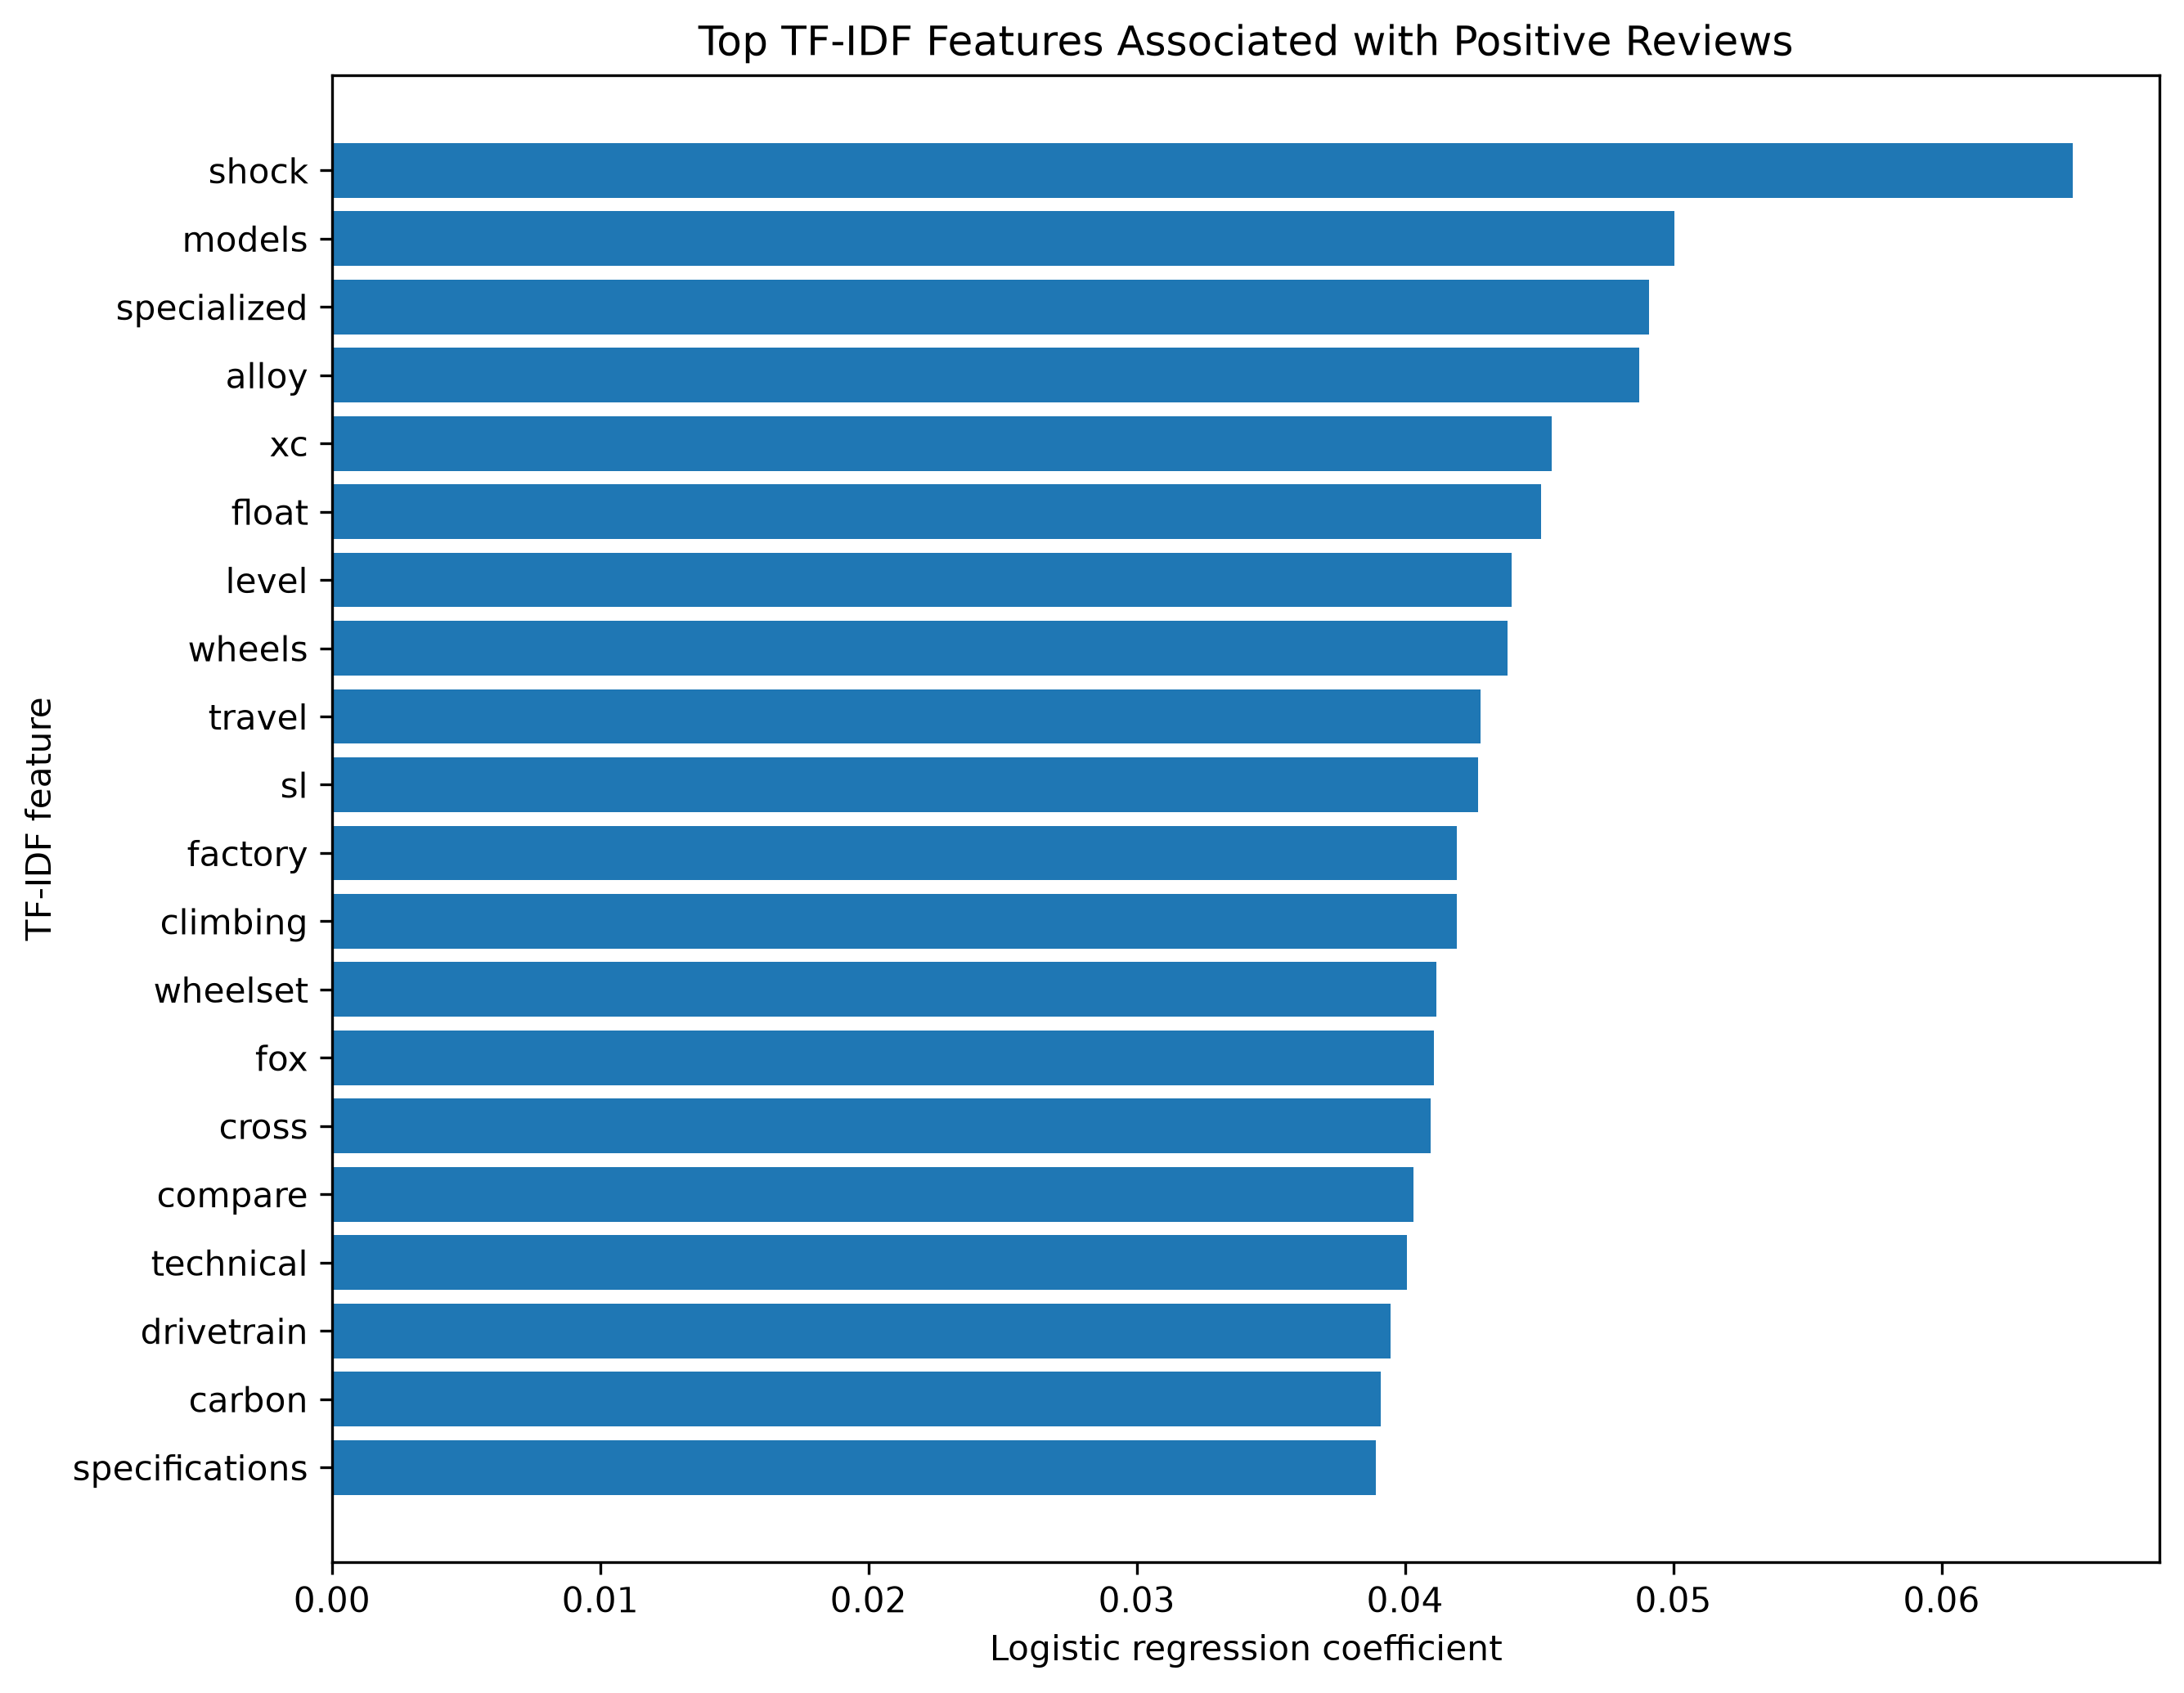 Top TF-IDF Features Associated with Positive Reviews
shock
models
specialized
alloy
xc
float
level
wheels
travel
sl
factory
climbing
wheelset
fox
cross
compare
technical
drivetrain
carbon
specifications
TF-IDF feature
0.00 0.01 0.02 0.03 0.04 0.05 0.06
Logistic regression coefficient